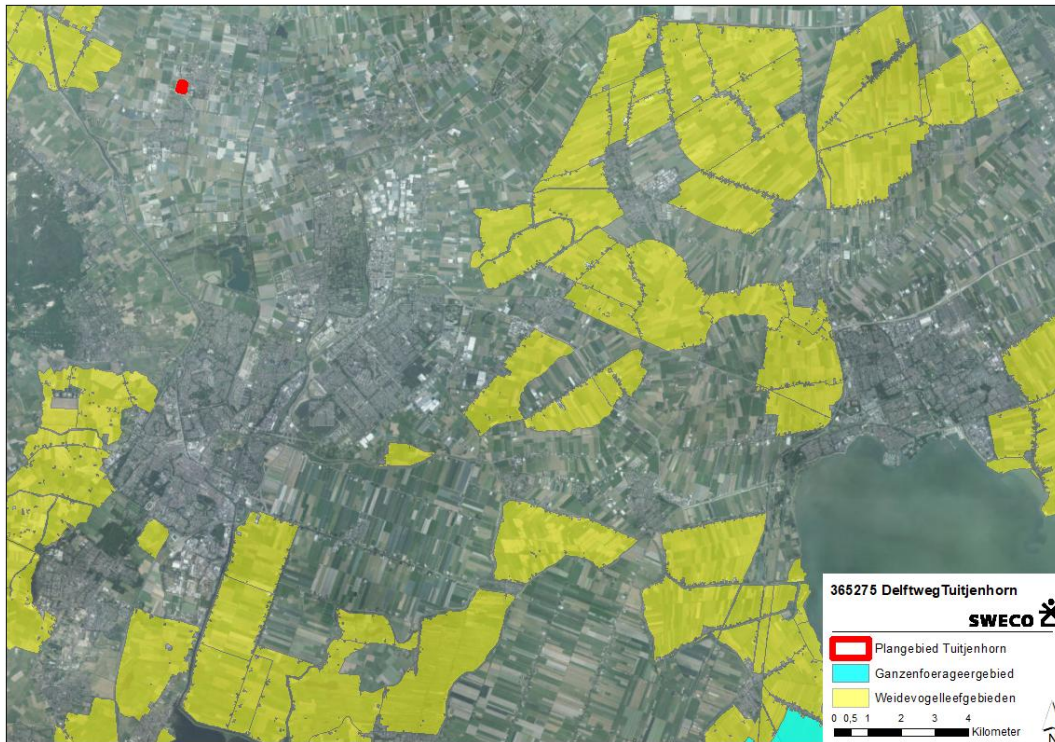 365275 DelftwegTuitjenhorn
SWECO
Plangebied Tuitjenhorn
Ganzenfoerageergebied
Weidevogelleefgebieden
0 0,5 1 2 3 4
Kilometer
N